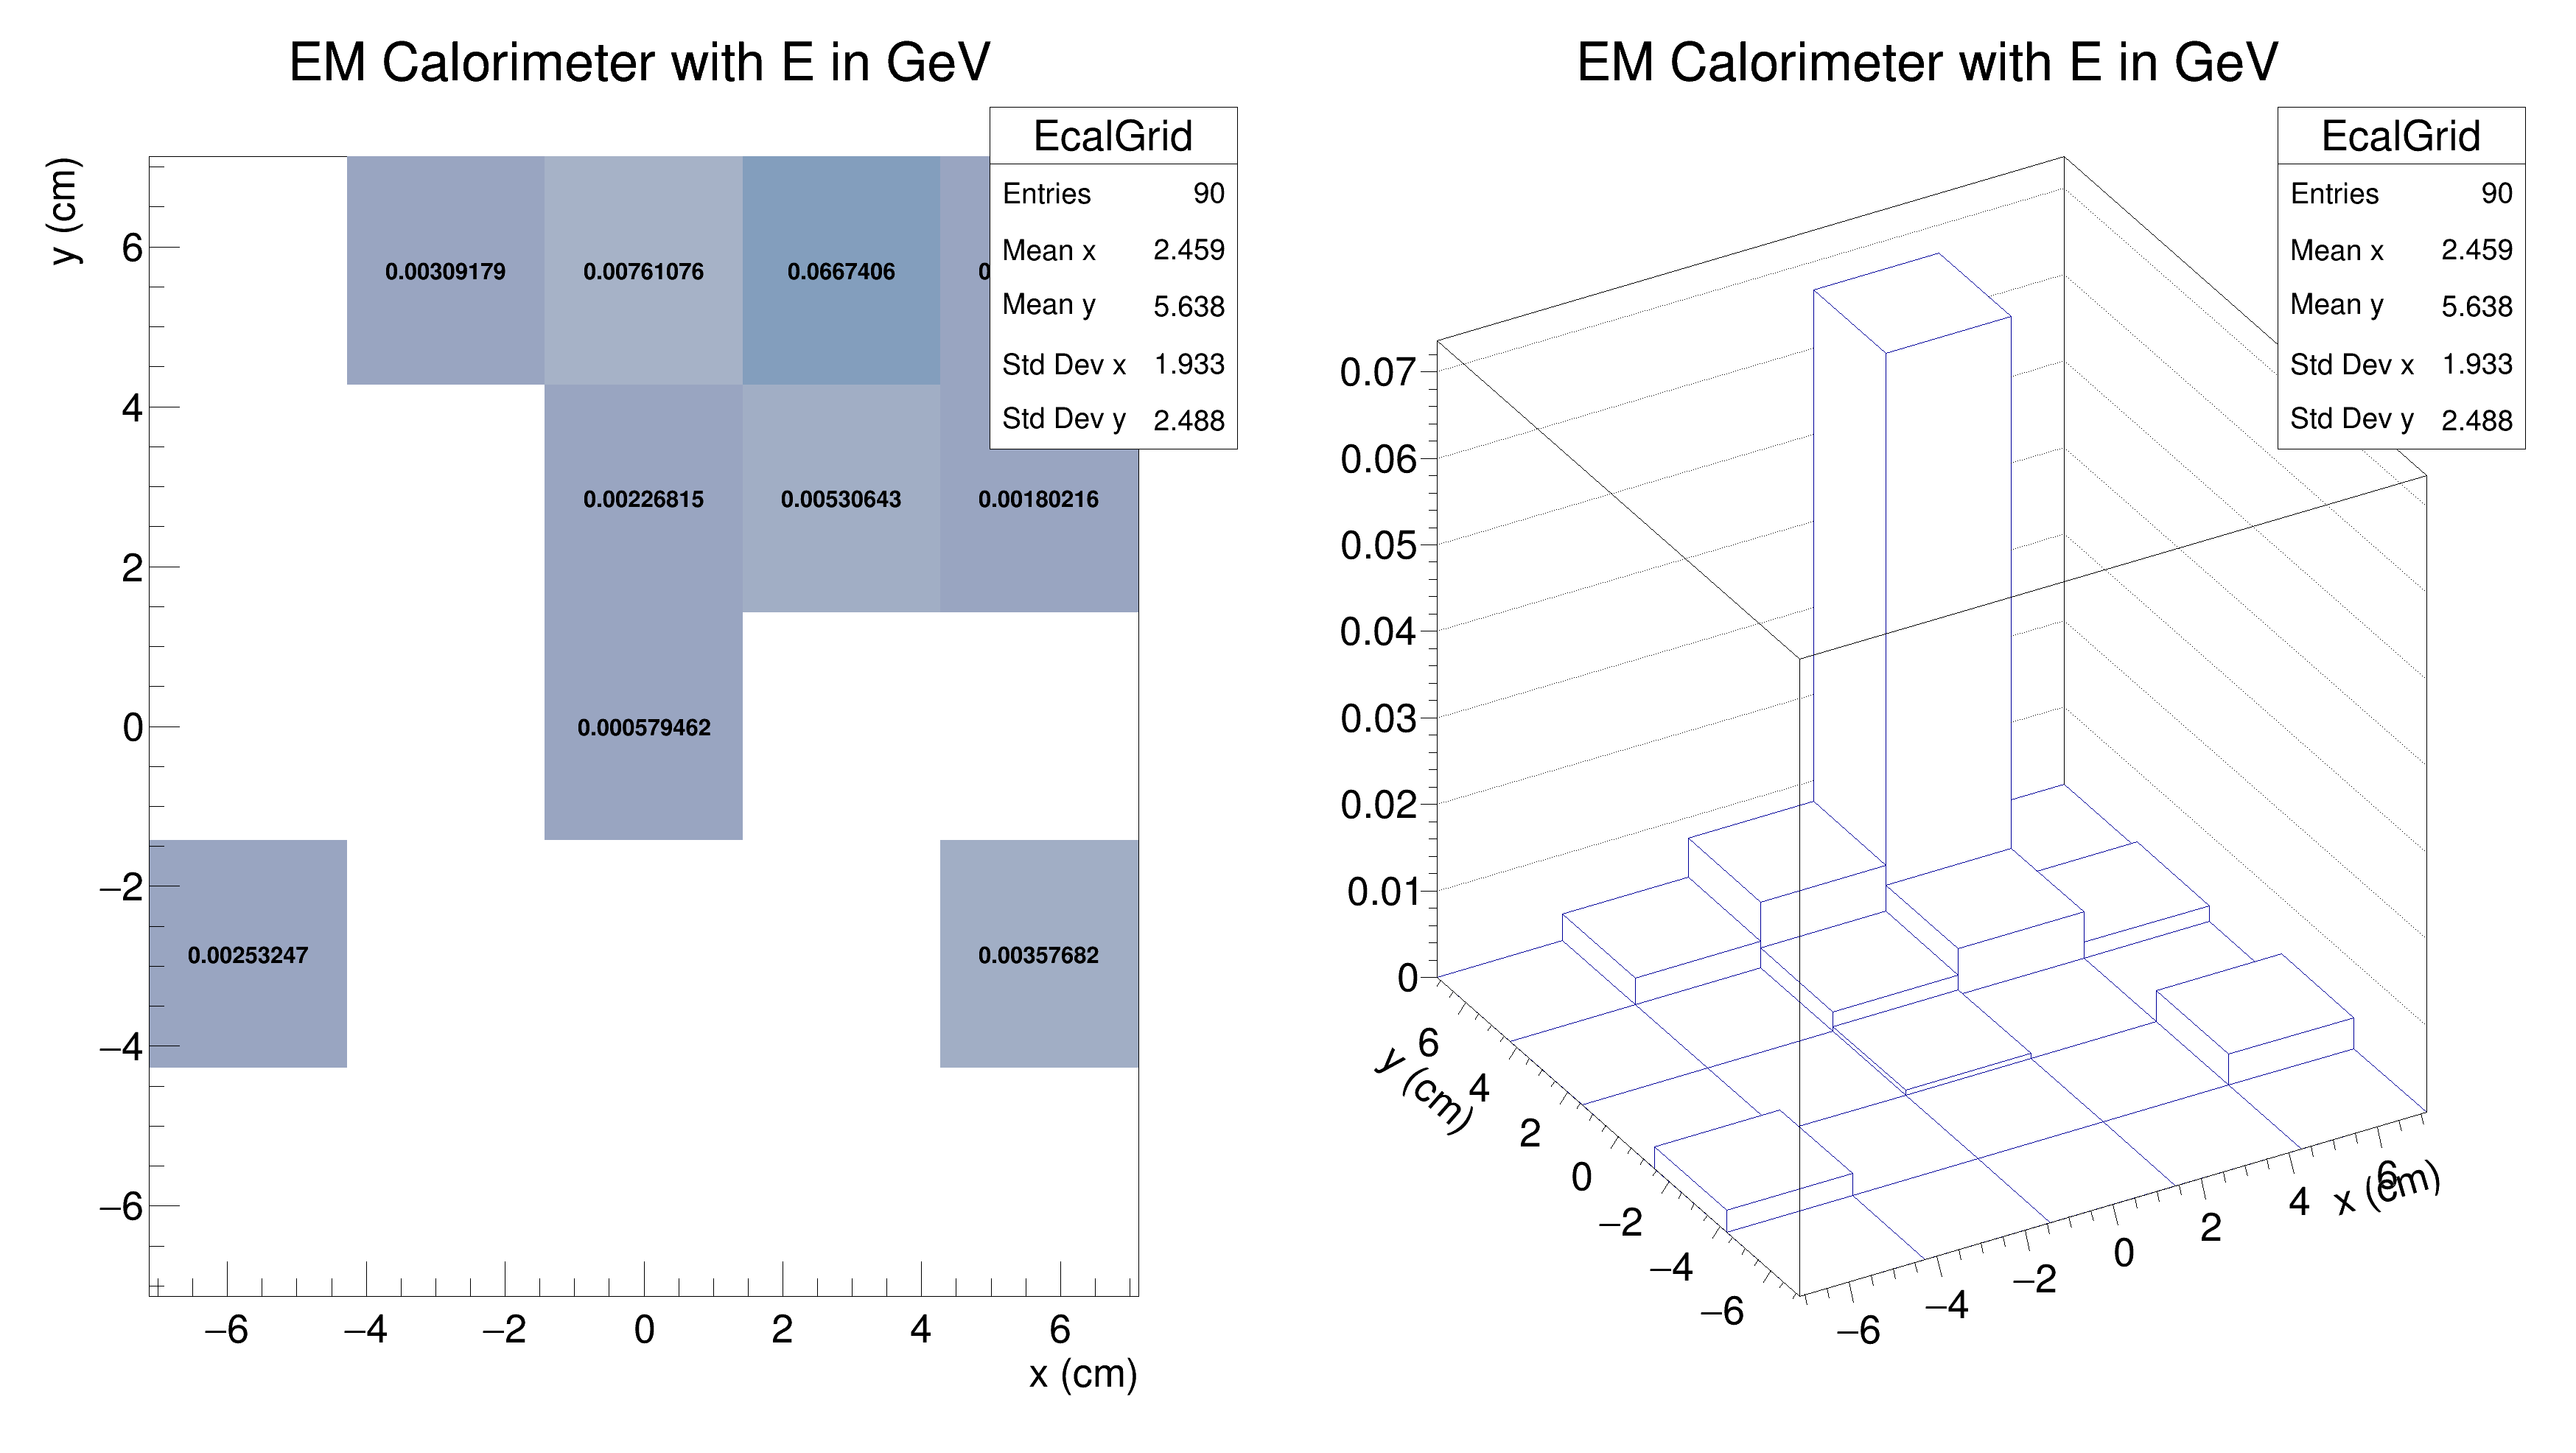 EM Calorimeter with E in GeV
EcalGrid
Entries 90
Mean x 2.459
Mean y 5.638
Std Dev x 1.933
Std Dev y 2.488
y (cm)
6
4
2
0
−2
−4
−6
0.00309179 0.00761076 0.0667406 0
0.00226815 0.00530643 0.00180216
0.000579462
0.00253247 0.00357682
−6 −4 −2 0 2 4 6
x (cm)
EM Calorimeter with E in GeV
EcalGrid
Entries 90
Mean x 2.459
Mean y 5.638
Std Dev x 1.933
Std Dev y 2.488
0.07
0.06
0.05
0.04
0.03
0.02
0.01
0
y (cm)
6
4
2
0
−2
−4
−6
−6 −4 −2 0 2 4 6
x (cm)